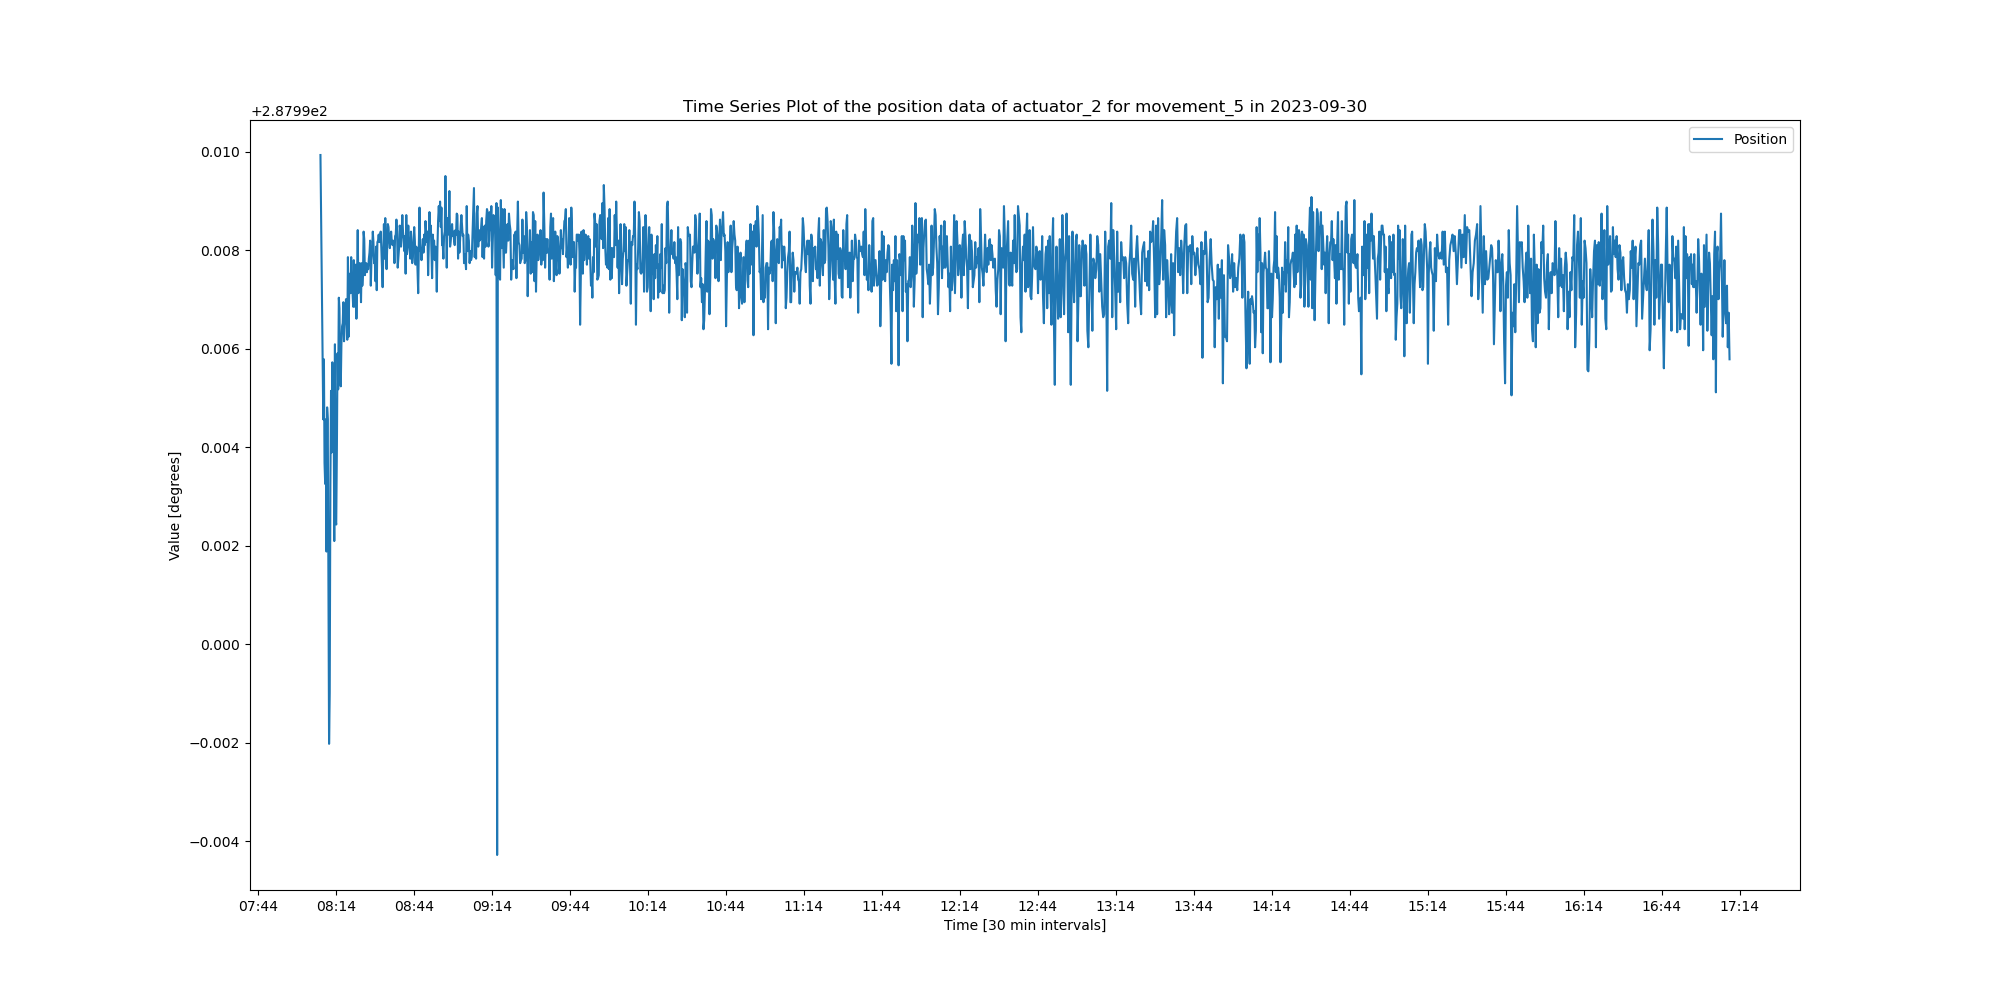 Time Series Plot of the position data of actuator_2 for movement_5 in 2023-09-30
+2.8799e2
Position
0.010
0.008
0.006
0.004
0.002
0.000
−0.002
−0.004
Value [degrees]
07:44 08:14 08:44 09:14 09:44 10:14 10:44 11:14 11:44 12:14 12:44 13:14 13:44 14:14 14:44 15:14 15:44 16:14 16:44 17:14
Time [30 min intervals]